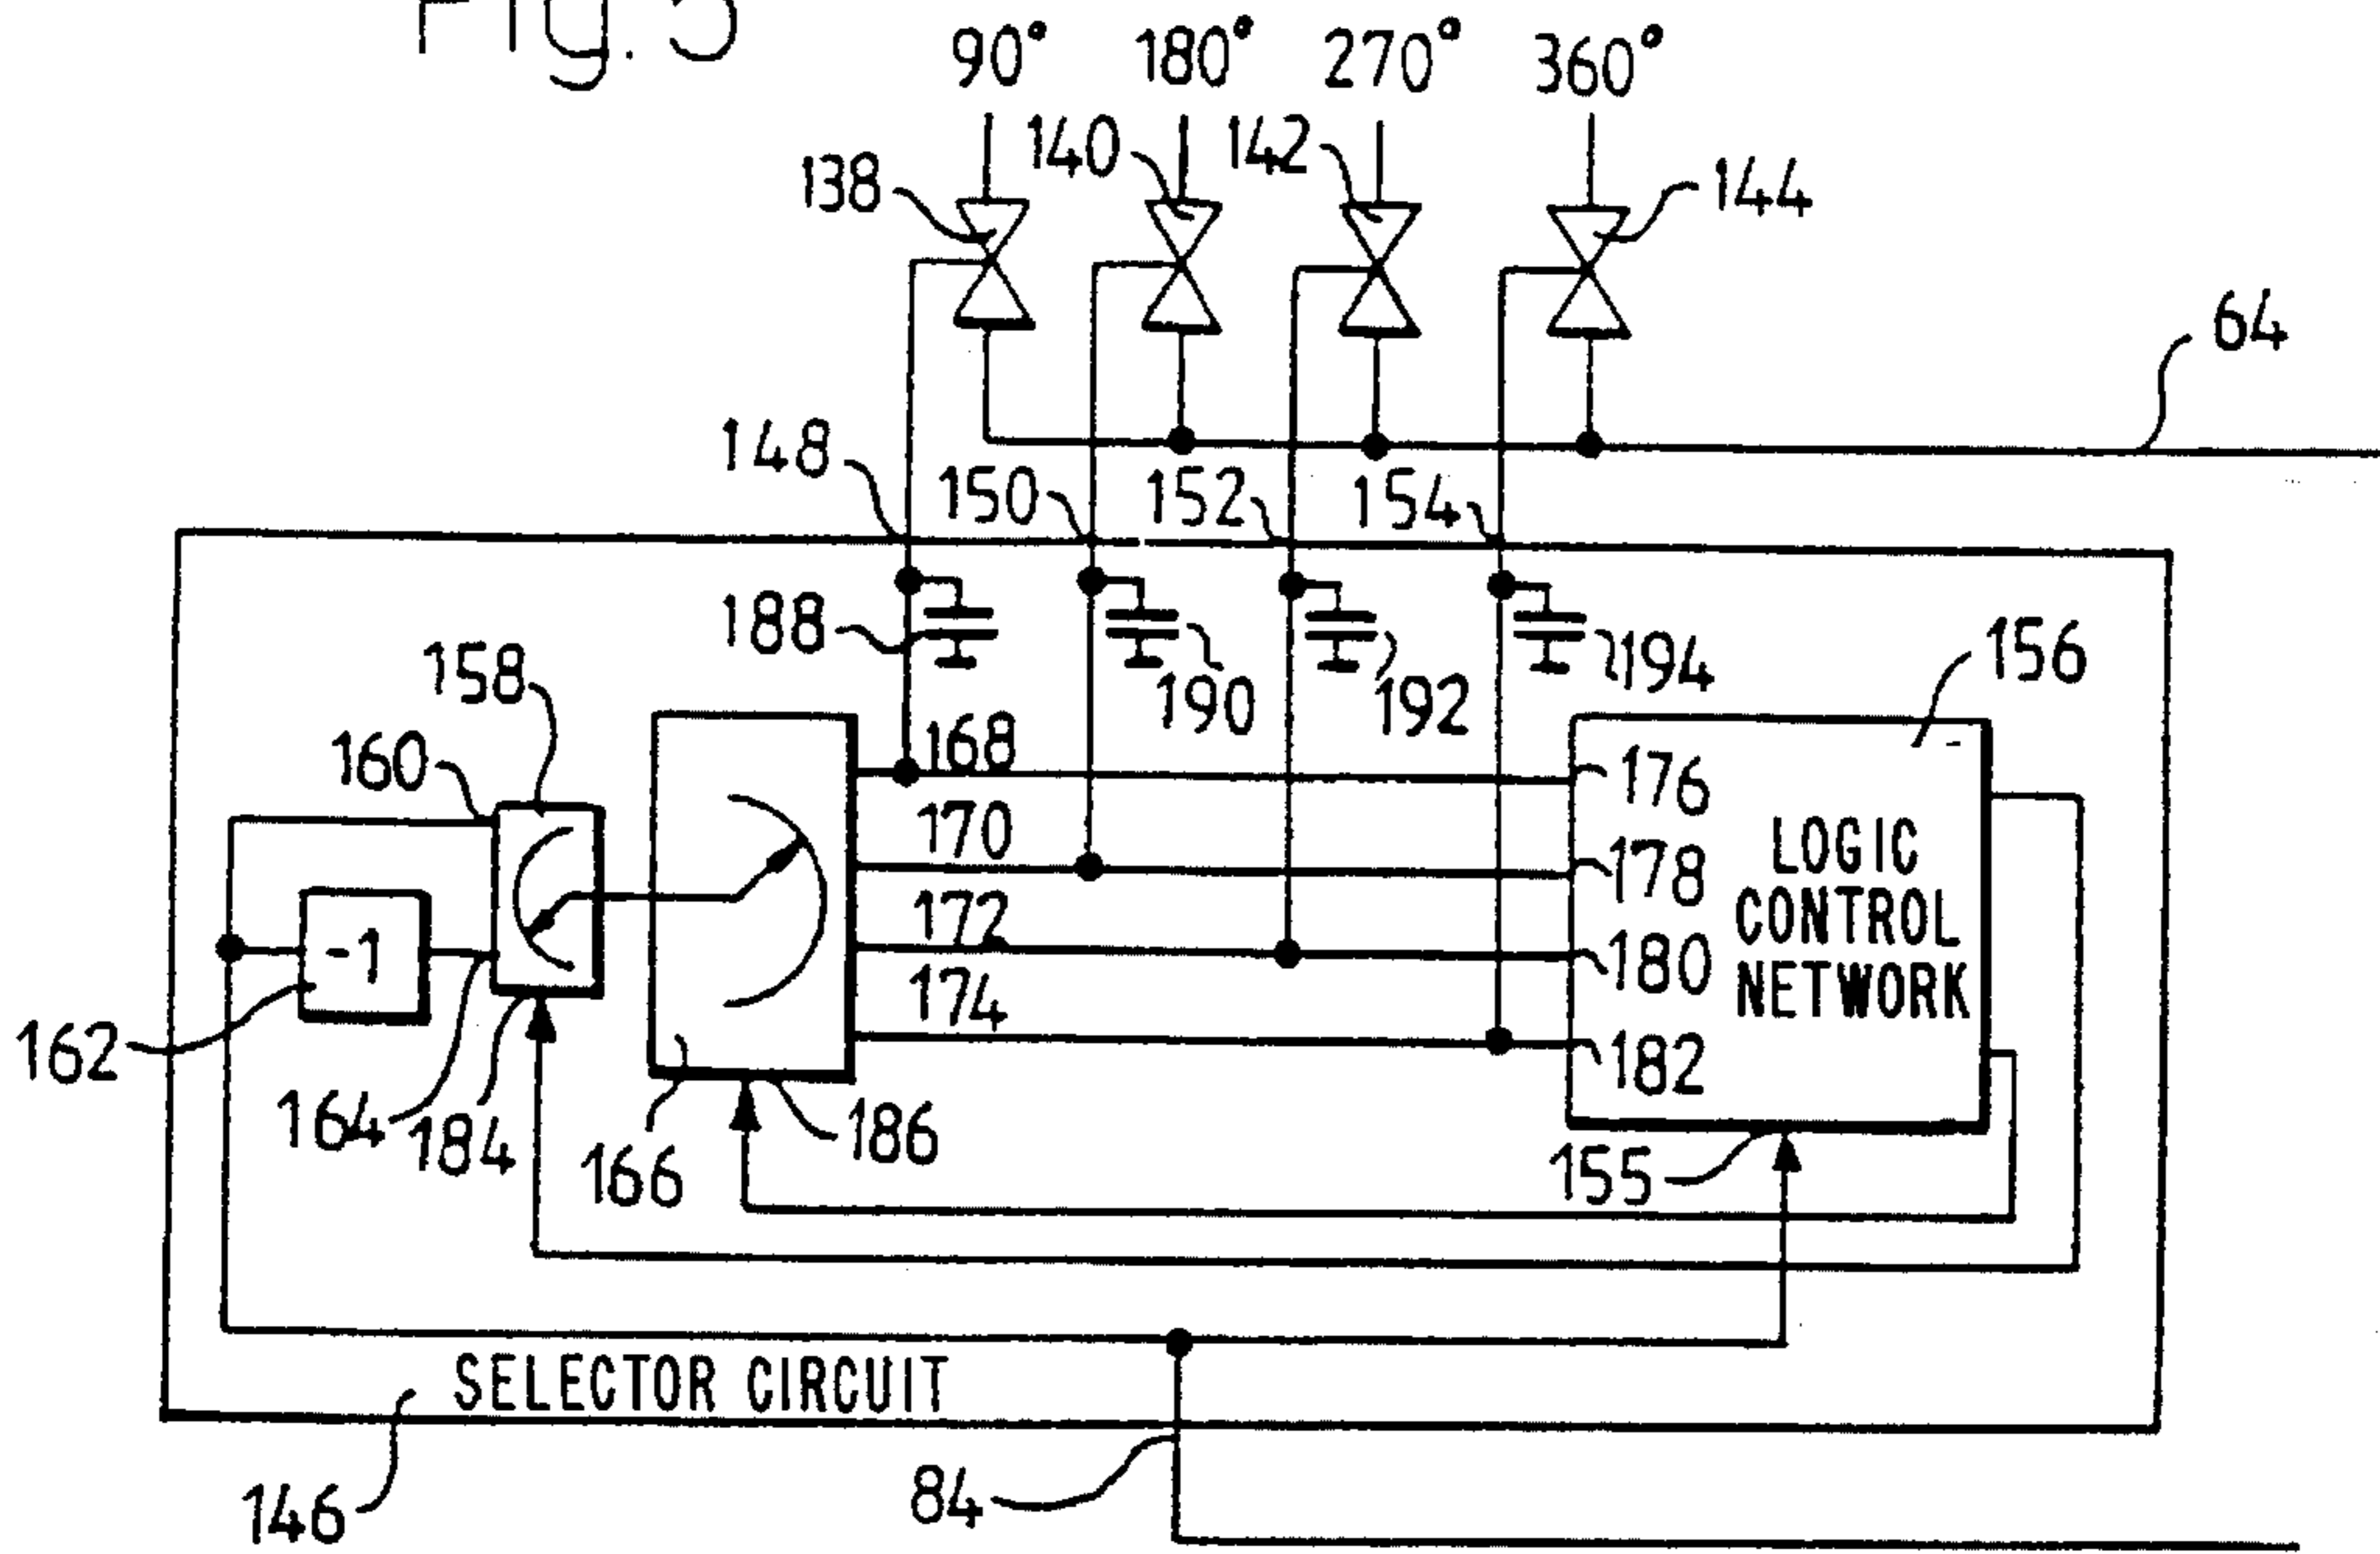 Fig. 5
90° 180° 270° 360°
138 140 142 144
64
148 150 152 154
188 190 192 194
158 156
160 168 176
170 178
172 180
174 182
LOGIC
CONTROL
NETWORK
-1
162 164 184 166 186 155
SELECTOR CIRCUIT
146 84